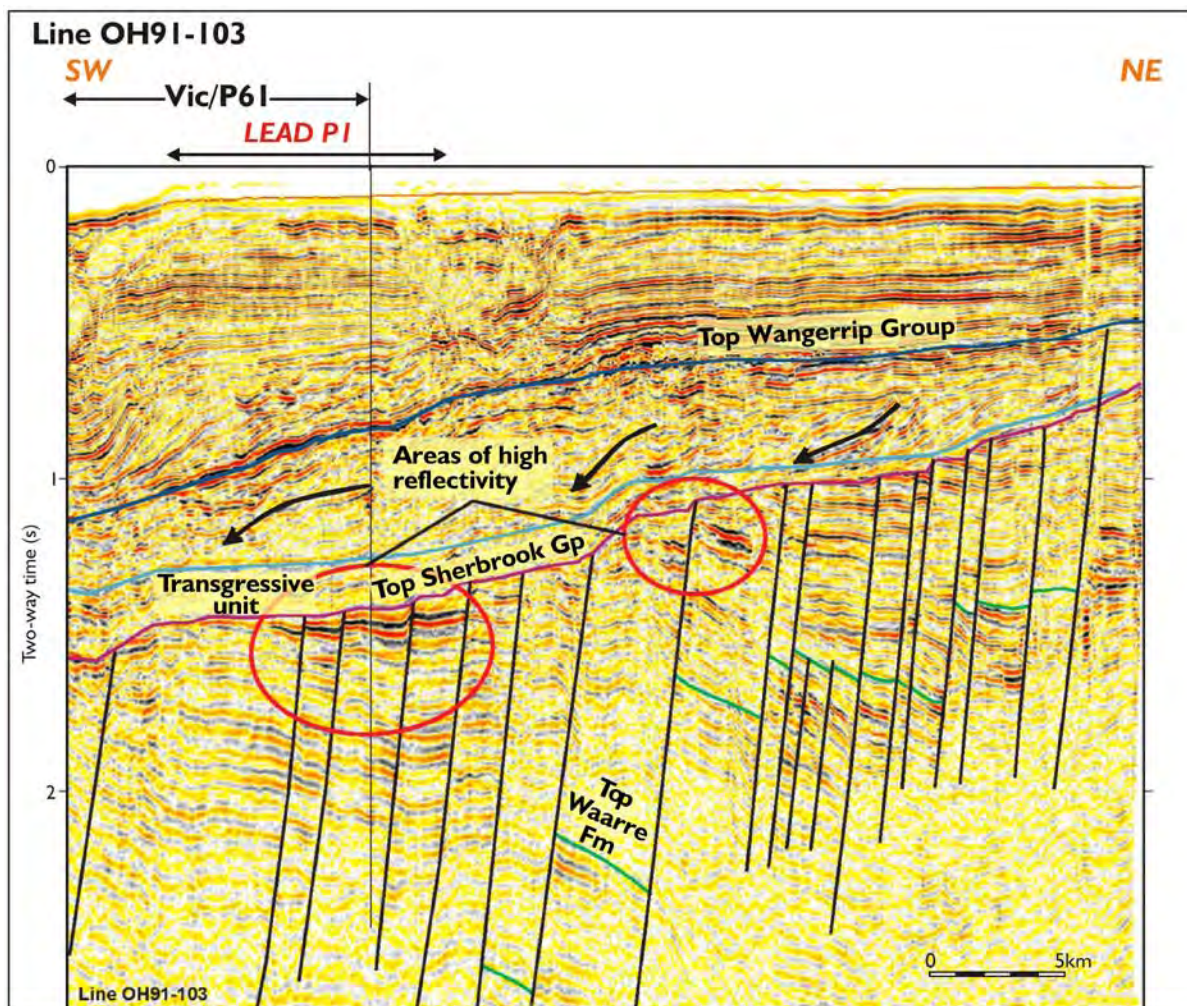 Line OH91-103
SW
NE
Vic/P61
LEAD P1
0
Top Wangerrip Group
Areas of high
reflectivity
1
Transgressive
unit
Top Sherbrook Gp
Two-way time (s)
2
Top
Waarre
Fm
0
5km
Line OH91-103